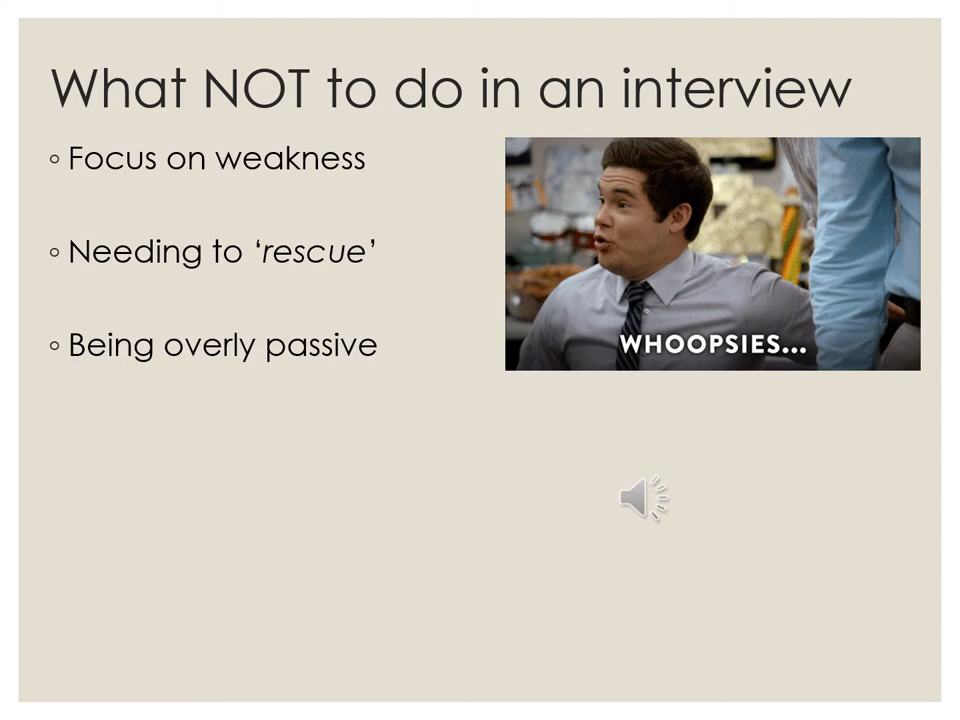 What NOT to do in an interview
◦ Focus on weakness
◦ Needing to ‘rescue’
◦ Being overly passive
WHOOPSIES...